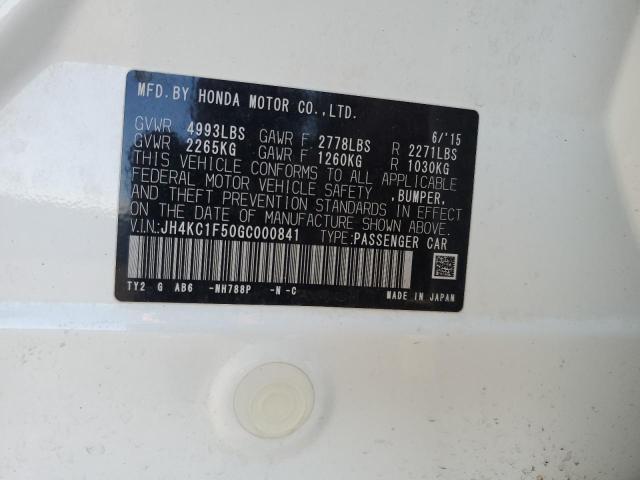 MFD.BY HONDA MOTOR CO.,LTD.
6/'15
GVWR 4993LBS GAWR F 2778LBS R 2271LBS
GVWR 2265KG GAWR F 1260KG R 1030KG
THIS VEHICLE CONFORMS TO ALL APPLICABLE
FEDERAL MOTOR VEHICLE SAFETY ,BUMPER,
AND THEFT PREVENTION STANDARDS IN EFFECT
ON THE DATE OF MANUFACTURE SHOWN ABOVE.
V.IN:JH4KC1F50GC000841 TYPE:PASSENGER CAR
TY2 G AB6 -NH788P -N -C MADE IN JAPAN